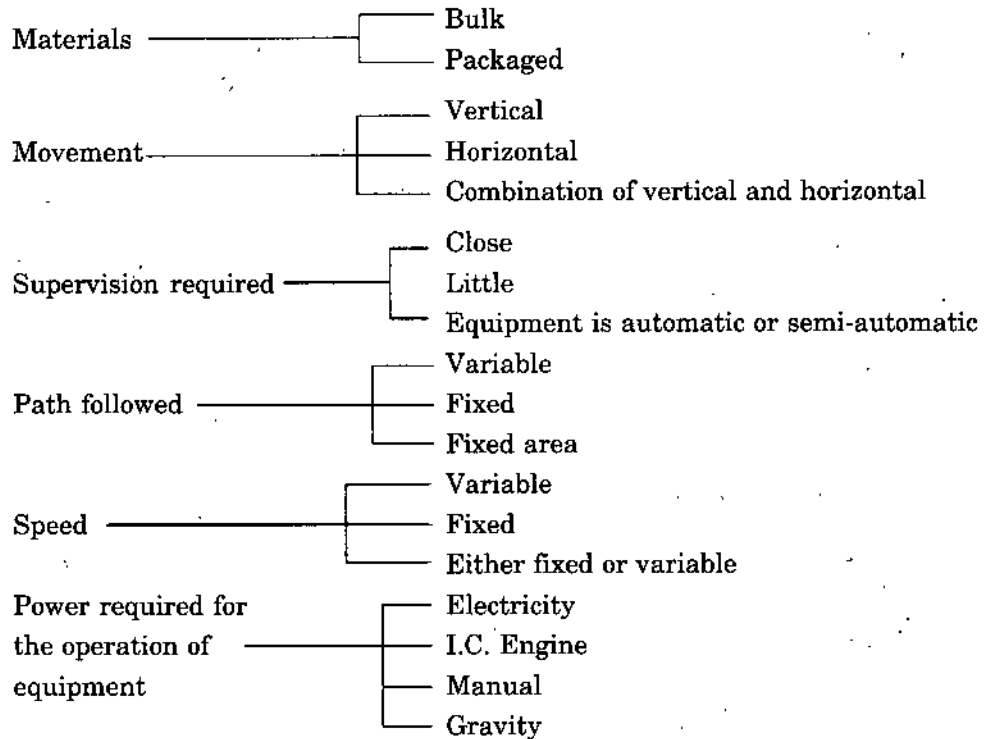 Materials
Bulk
Packaged
Movement
Vertical
Horizontal
Combination of vertical and horizontal
Supervision required
Close
Little
Equipment is automatic or semi-automatic
Path followed
Variable
Fixed
Fixed area
Speed
Variable
Fixed
Either fixed or variable
Power required for
the operation of
equipment
Electricity
I.C. Engine
Manual
Gravity